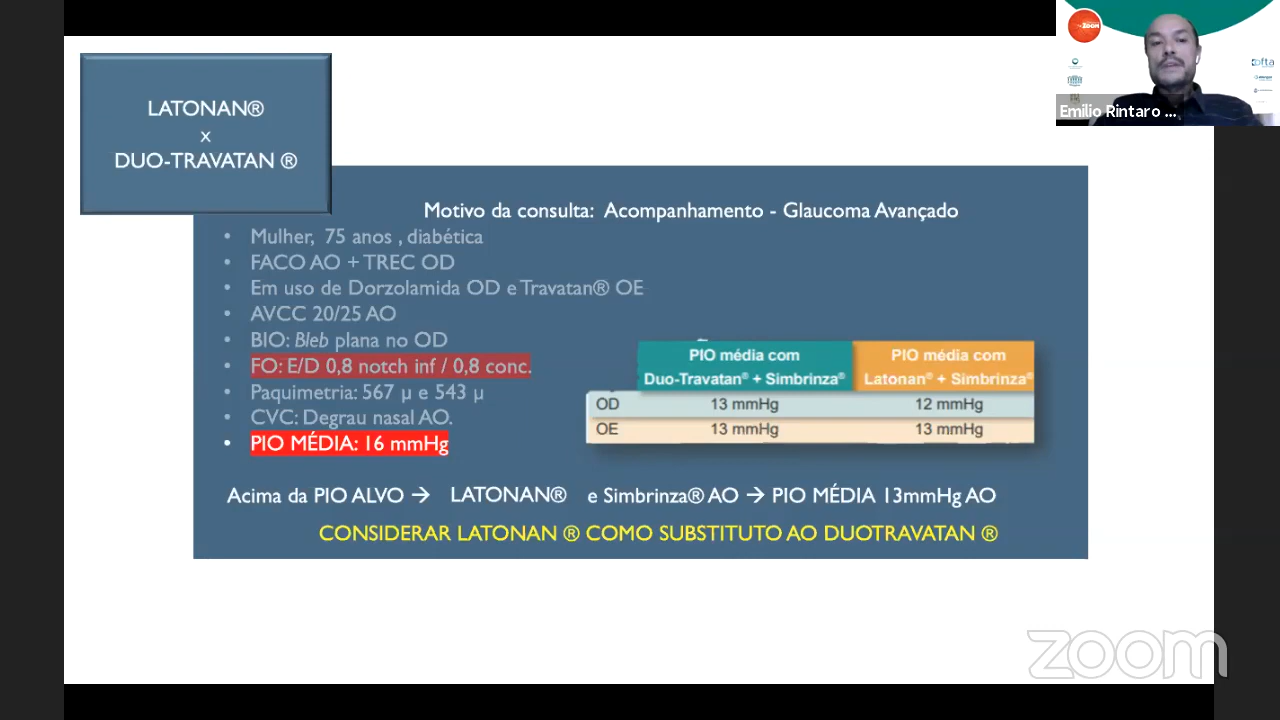 LATONAN®
x
DUO-TRAVATAN ®
Motivo da consulta: Acompanhamento - Glaucoma Avançado
• Mulher, 75 anos , diabética
• FACO AO + TREC OD
• Em uso de Dorzolamida OD e Travatan® OE
• AVCC 20/25 AO
• BIO: Bleb plana no OD
• FO: E/D 0,8 notch inf / 0,8 conc.
• Paquimetria: 567 µ e 543 µ
• CVC: Degrau nasal AO.
• PIO MÉDIA: 16 mmHg
PIO média com
Duo-Travatan® + Simbrinza®
PIO média com
Latonan® + Simbrinza®
OD 13 mmHg 12 mmHg
OE 13 mmHg 13 mmHg
Acima da PIO ALVO → LATONAN® e Simbrinza® AO → PIO MÉDIA 13mmHg AO
CONSIDERAR LATONAN ® COMO SUBSTITUTO AO DUOTRAVATAN ®
Emilio Rintaro ...
ofta
zoom